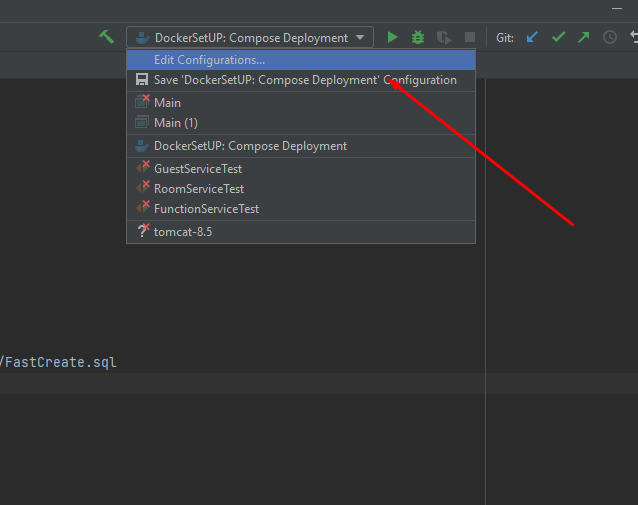 DockerSetUP: Compose Deployment
Git:
Edit Configurations...
Save 'DockerSetUP: Compose Deployment' Configuration
Main
Main (1)
DockerSetUP: Compose Deployment
GuestServiceTest
RoomServiceTest
FunctionServiceTest
tomcat-8.5
/FastCreate.sql